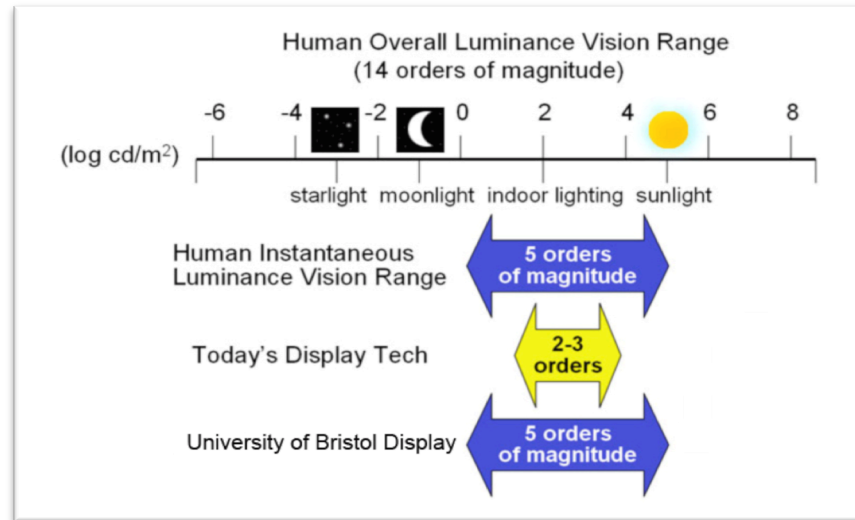 Human Overall Luminance Vision Range
(14 orders of magnitude)
-6 -4 -2 0 2 4 6 8
(log cd/m²)
starlight moonlight indoor lighting sunlight
Human Instantaneous
Luminance Vision Range
5 orders
of magnitude
Today's Display Tech
2-3
orders
University of Bristol Display
5 orders
of magnitude